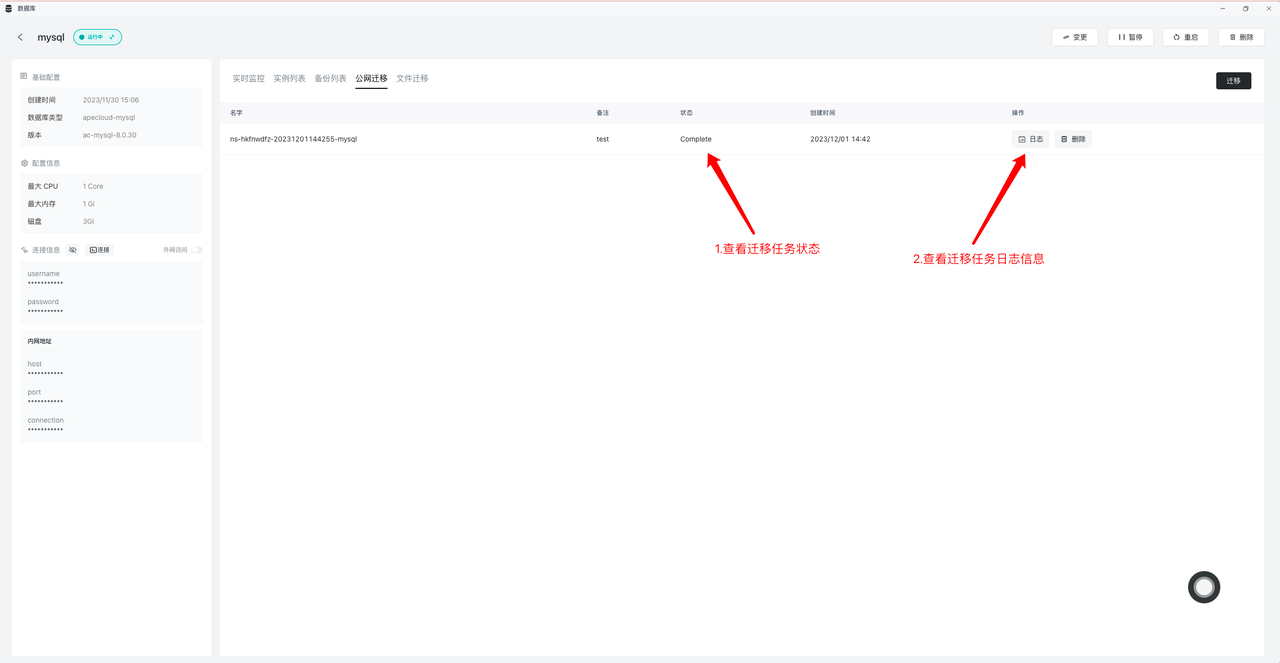 数据库
mysql
运行中
变更
暂停
重启
删除
基础配置
创建时间 2023/11/30 15:06
数据库类型 apecloud-mysql
版本 ac-mysql-8.0.30
配置信息
最大 CPU 1 Core
最大内存 1 Gi
磁盘 3Gi
连接信息 连接 外网访问
username
***********
password
***********
内网地址
host
***********
port
***********
connection
***********
实时监控 实例列表 备份列表 公网迁移 文件迁移
迁移
名字 备注 状态 创建时间 操作
ns-hkfnwdfz-20231201144255-mysql test Complete 2023/12/01 14:42 日志 删除
1.查看迁移任务状态
2.查看迁移任务日志信息